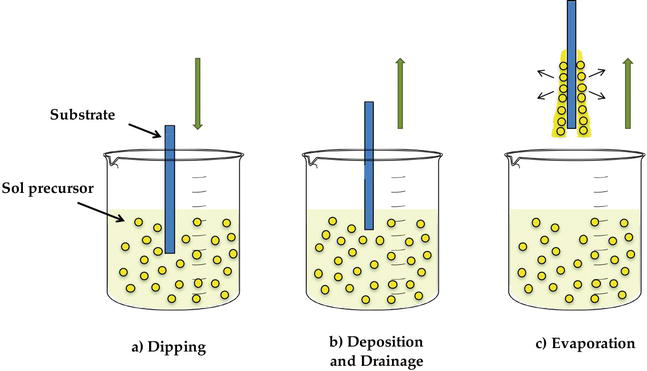 Substrate
Sol precursor
a) Dipping
b) Deposition
and Drainage
c) Evaporation